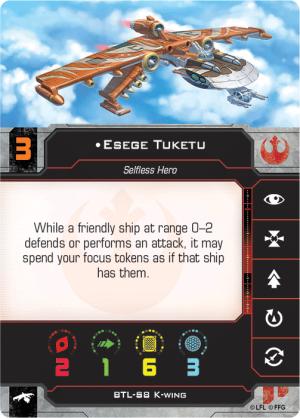 3
•Esege Tuketu
Selfless Hero
While a friendly ship at range 0–2
defends or performs an attack, it may
spend your focus tokens as if that ship
has them.
2 1 6 3
BTL-S8 K-wing
©LFL ©FFG